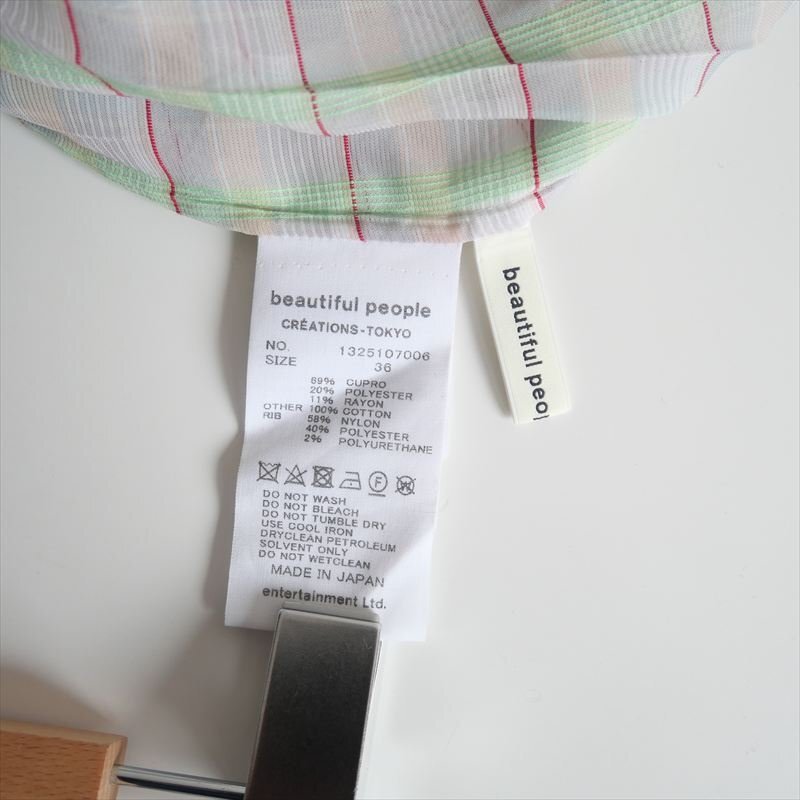 beautiful people
CRÉATIONS-TOKYO
NO. 1325107006
SIZE 36
69% CUPRO
20% POLYESTER
11% RAYON
OTHER 100% COTTON
RIB 58% NYLON
40% POLYESTER
2% POLYURETHANE
DO NOT WASH
DO NOT BLEACH
DO NOT TUMBLE DRY
USE COOL IRON
DRYCLEAN PETROLEUM
SOLVENT ONLY
DO NOT WETCLEAN
MADE IN JAPAN
entertainment Ltd.
beautiful peop